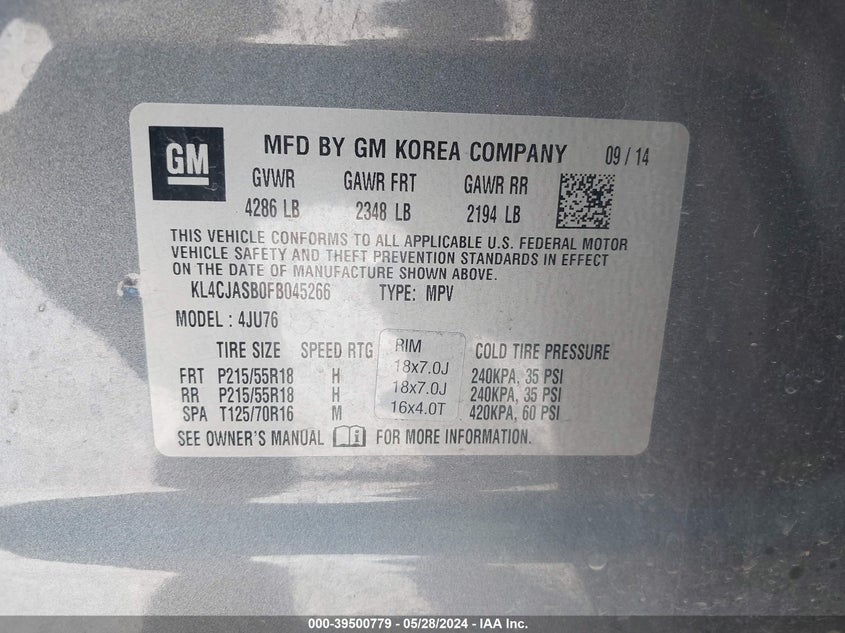 GM
MFD BY GM KOREA COMPANY 09 / 14
GVWR GAWR FRT GAWR RR
4286 LB 2348 LB 2194 LB
THIS VEHICLE CONFORMS TO ALL APPLICABLE U.S. FEDERAL MOTOR
VEHICLE SAFETY AND THEFT PREVENTION STANDARDS IN EFFECT
ON THE DATE OF MANUFACTURE SHOWN ABOVE.
KL4CJASB0FB045266 TYPE: MPV
MODEL : 4JU76
TIRE SIZE SPEED RTG RIM COLD TIRE PRESSURE
FRT P215/55R18 H 18x7.0J 240KPA, 35 PSI
RR P215/55R18 H 18x7.0J 240KPA, 35 PSI
SPA T125/70R16 M 16x4.0T 420KPA, 60 PSI
SEE OWNER'S MANUAL FOR MORE INFORMATION.
000-39500779 - 05/28/2024 - IAA Inc.